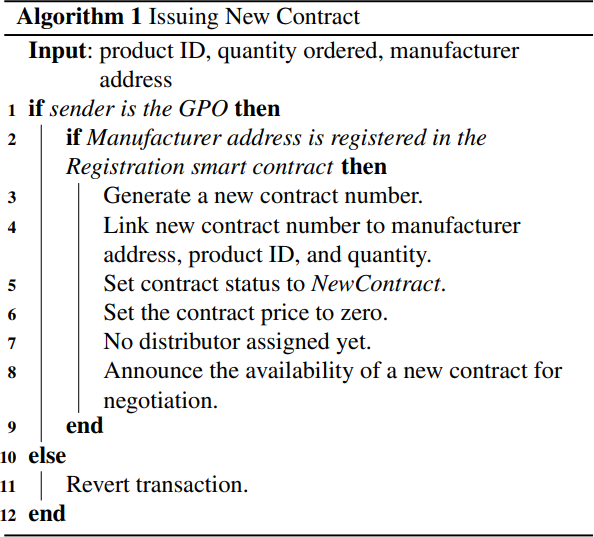 Algorithm 1 Issuing New Contract
Input: product ID, quantity ordered, manufacturer
address
1 if sender is the GPO then
2 if Manufacturer address is registered in the
Registration smart contract then
3 Generate a new contract number.
4 Link new contract number to manufacturer
address, product ID, and quantity.
5 Set contract status to NewContract.
6 Set the contract price to zero.
7 No distributor assigned yet.
8 Announce the availability of a new contract for
negotiation.
9 end
10 else
11 Revert transaction.
12 end